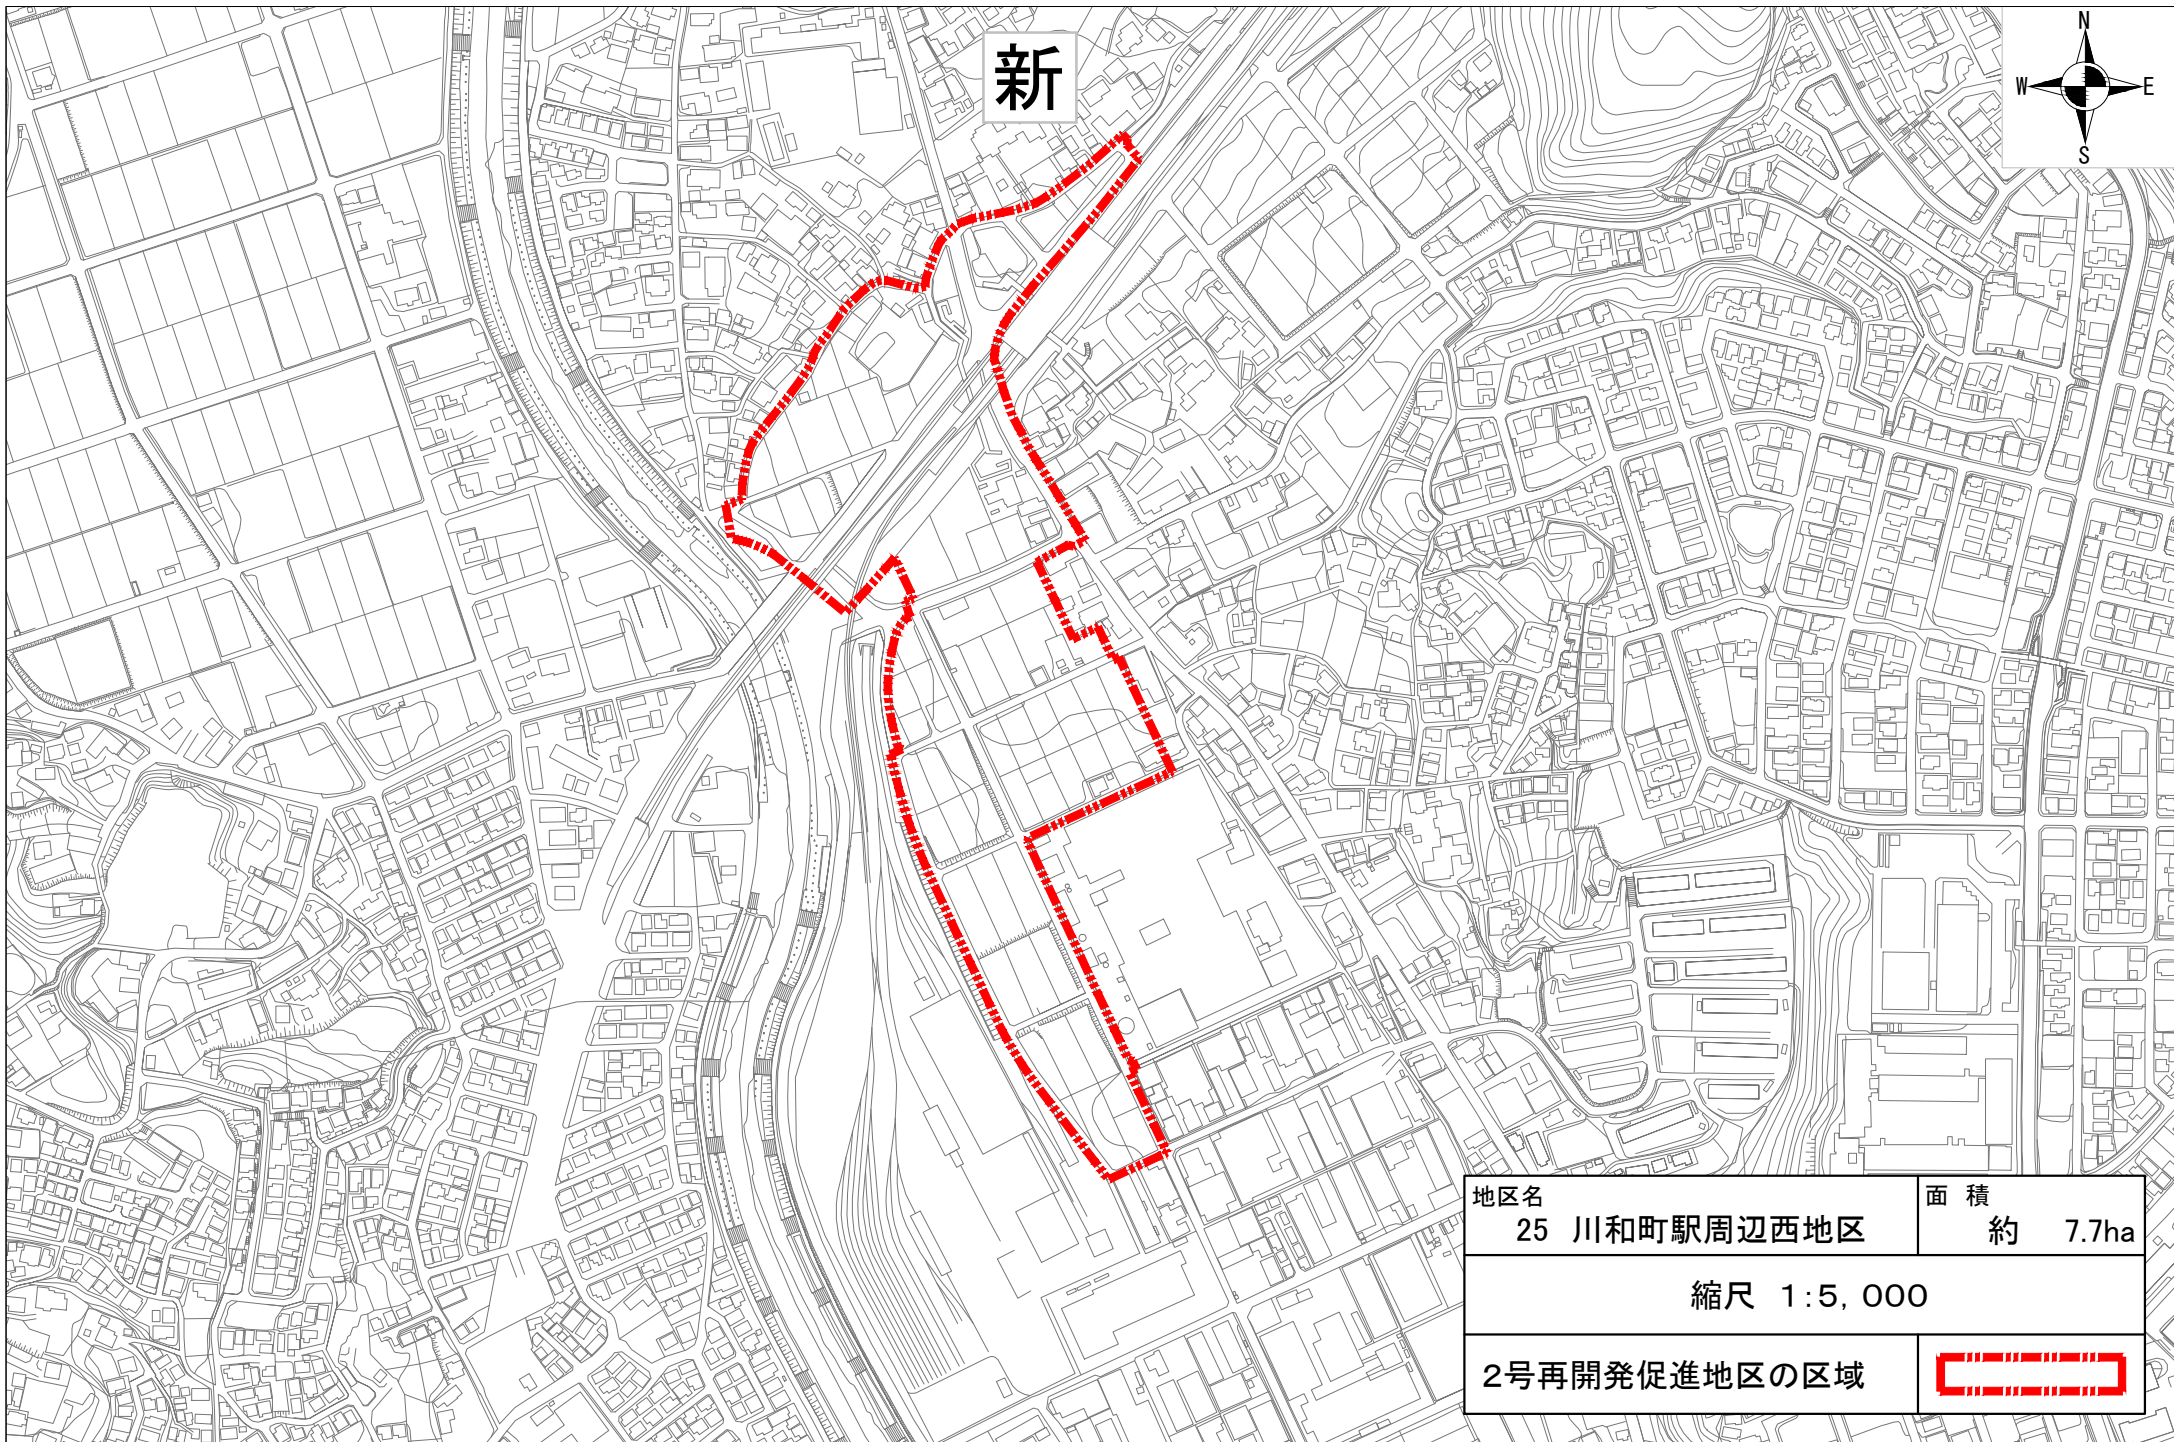 新
N
W E
S
地区名
25 川和町駅周辺西地区
面 積
約 7.7ha
縮尺 1:5,000
2号再開発促進地区の区域